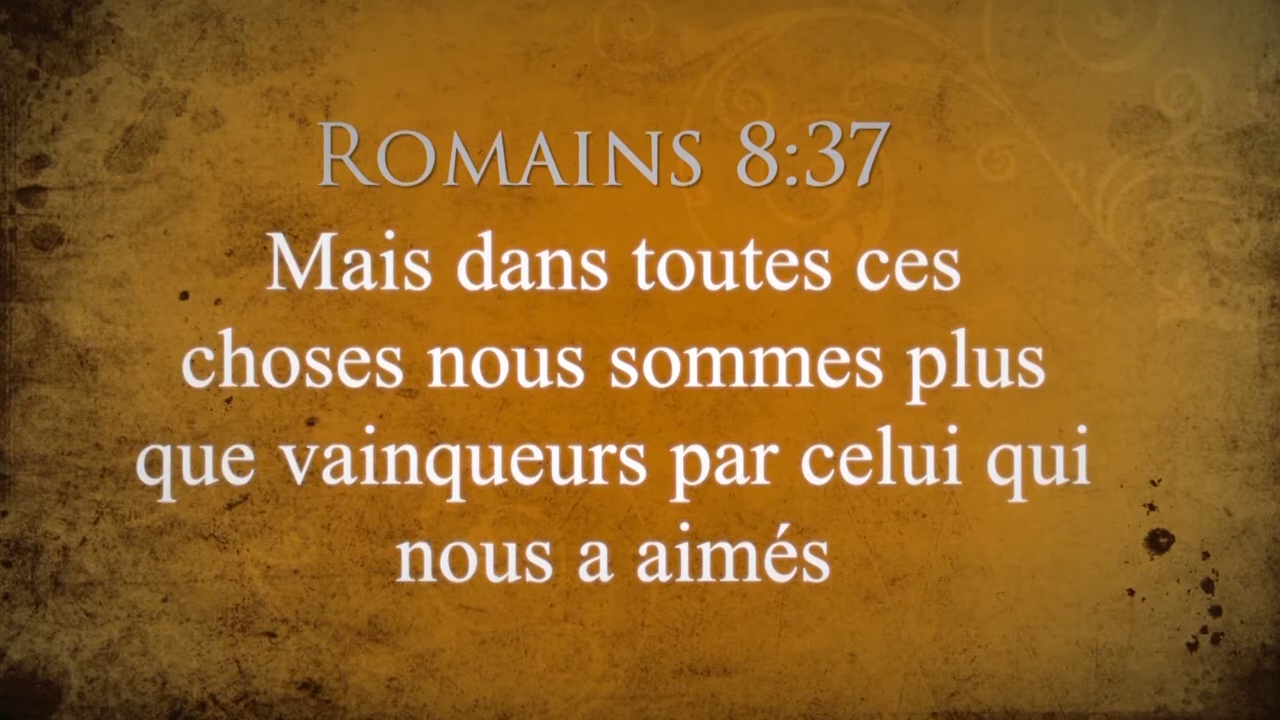 ROMAINS 8:37
Mais dans toutes ces
choses nous sommes plus
que vainqueurs par celui qui
nous a aimés